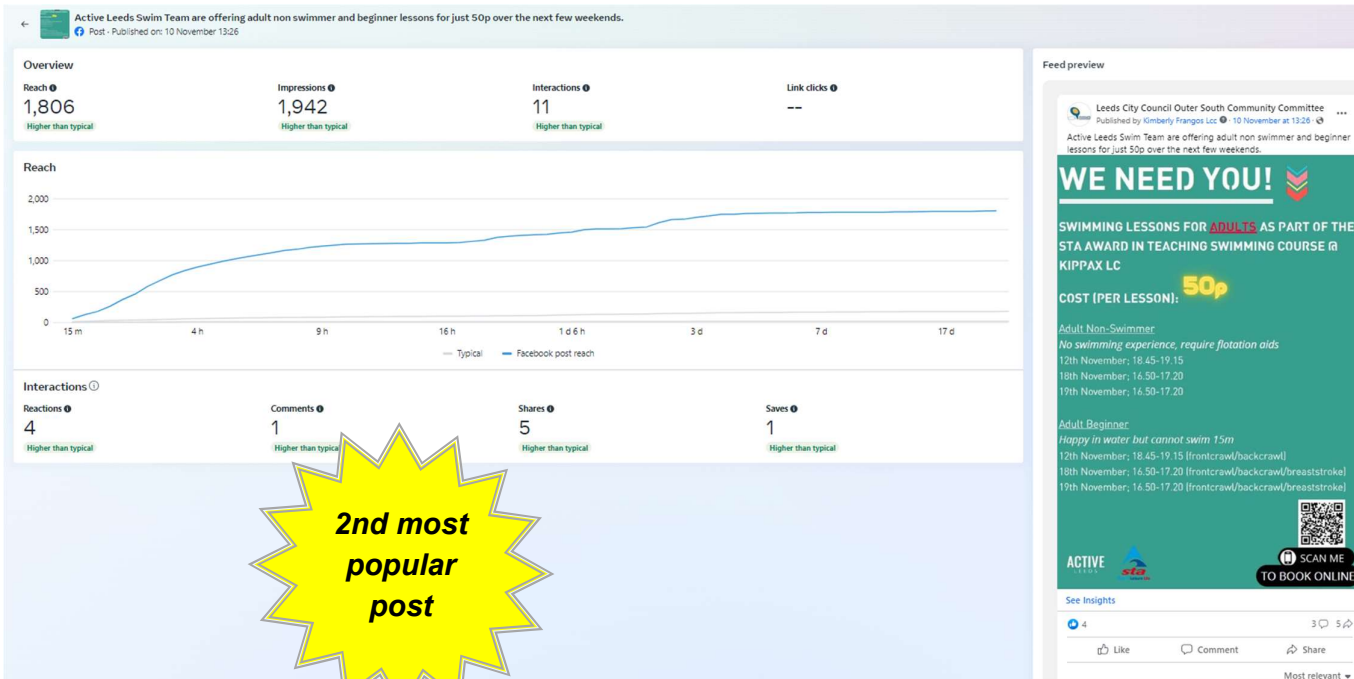 Active Leeds Swim Team are offering adult non swimmer and beginner lessons for just 50p over the next few weekends.
Post · Published on: 10 November 13:26
Overview
Reach
Impressions
Interactions
Link clicks
1,806
1,942
11
--
Higher than typical
Higher than typical
Higher than typical
Reach
2,000
1,500
1,000
500
0
15 m
4 h
9 h
16 h
1 d 6 h
3 d
7 d
17 d
Typical
Facebook post reach
Interactions
Reactions
Comments
Shares
Saves
4
1
5
1
Higher than typical
Higher than typical
Higher than typical
Higher than typical
2nd most
popular
post
Feed preview
Leeds City Council Outer South Community Committee
Published by Kimberly Frangos Lcc · 10 November at 13:26 ·
Active Leeds Swim Team are offering adult non swimmer and beginner
lessons for just 50p over the next few weekends.
WE NEED YOU!
SWIMMING LESSONS FOR ADULTS AS PART OF THE
STA AWARD IN TEACHING SWIMMING COURSE @
KIPPAX LC
COST (PER LESSON): 50p
Adult Non-Swimmer
No swimming experience, require flotation aids
12th November; 18.45-19.15
18th November; 16.50-17.20
19th November; 16.50-17.20
Adult Beginner
Happy in water but cannot swim 15m
12th November; 18.45-19.15 (frontcrawl/backcrawl)
18th November; 16.50-17.20 (frontcrawl/backcrawl/breaststroke)
19th November; 16.50-17.20 (frontcrawl/backcrawl/breaststroke)
ACTIVE
LEEDS
sta
SCAN ME
TO BOOK ONLINE
See Insights
4
3
5
Like
Comment
Share
Most relevant